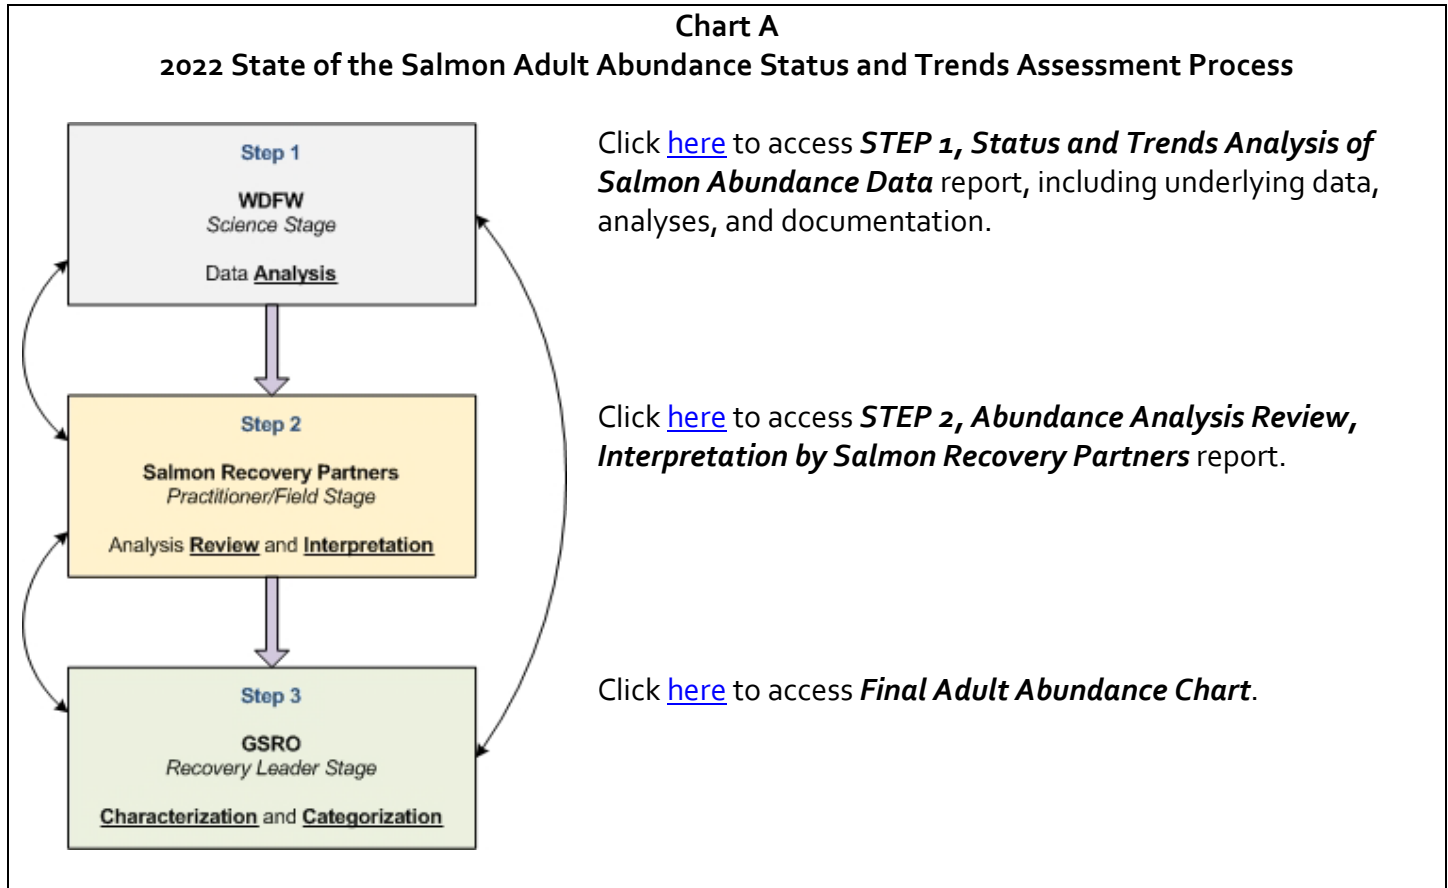 Chart A
2022 State of the Salmon Adult Abundance Status and Trends Assessment Process
Step 1
WDFW
Science Stage
Data Analysis
Click here to access STEP 1, Status and Trends Analysis of
Salmon Abundance Data report, including underlying data,
analyses, and documentation.
Step 2
Salmon Recovery Partners
Practitioner/Field Stage
Analysis Review and Interpretation
Click here to access STEP 2, Abundance Analysis Review,
Interpretation by Salmon Recovery Partners report.
Step 3
GSRO
Recovery Leader Stage
Characterization and Categorization
Click here to access Final Adult Abundance Chart.